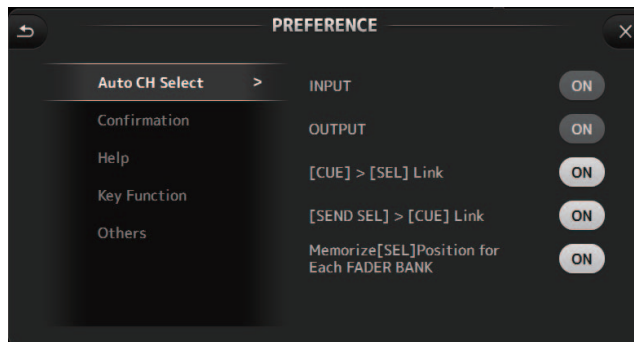 PREFERENCE
Auto CH Select >
Confirmation
Help
Key Function
Others
INPUT ON
OUTPUT ON
[CUE] > [SEL] Link ON
[SEND SEL] > [CUE] Link ON
Memorize[SEL]Position for
Each FADER BANK ON